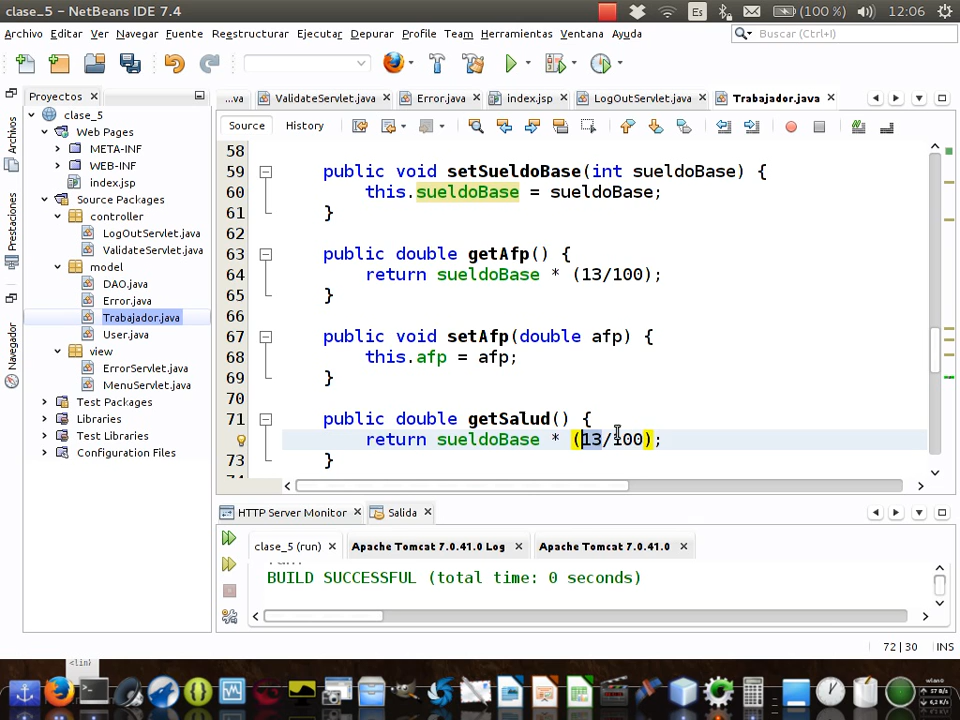 clase_5 - NetBeans IDE 7.4
Es
(100 %)
12:06
Archivo Editar Ver Navegar Fuente Reestructurar Ejecutar Depurar Profile Team Herramientas Ventana Ayuda
Buscar (Ctrl+I)
Proyectos
...va ValidateServlet.java Error.java index.jsp LogOutServlet.java Trabajador.java
Source History
Archivos
Prestaciones
Navegador
clase_5
Web Pages
META-INF
WEB-INF
index.jsp
Source Packages
controller
LogOutServlet.java
ValidateServlet.java
model
DAO.java
Error.java
Trabajador.java
User.java
view
ErrorServlet.java
MenuServlet.java
Test Packages
Libraries
Test Libraries
Configuration Files
58
59 public void setSueldoBase(int sueldoBase) {
60 this.sueldoBase = sueldoBase;
61 }
62
63 public double getAfp() {
64 return sueldoBase * (13/100);
65 }
66
67 public void setAfp(double afp) {
68 this.afp = afp;
69 }
70
71 public double getSalud() {
return sueldoBase * (13/100);
73 }
HTTP Server Monitor Salida
clase_5 (run) Apache Tomcat 7.0.41.0 Log Apache Tomcat 7.0.41.0
BUILD SUCCESSFUL (total time: 0 seconds)
72 | 30 INS
<lin>
wlan0